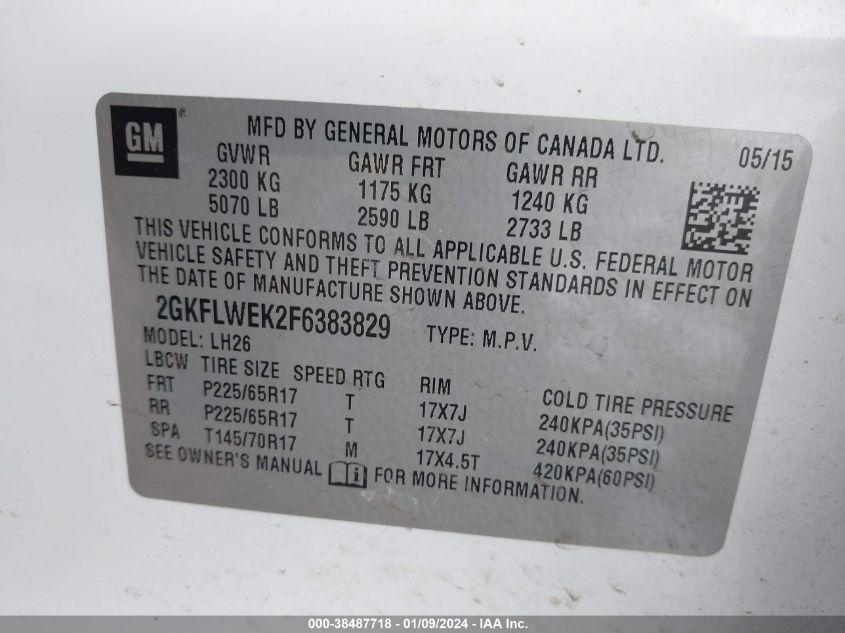 GM ® MFD BY GENERAL MOTORS OF CANADA LTD. 05/15
GVWR GAWR FRT GAWR RR
2300 KG 1175 KG 1240 KG
5070 LB 2590 LB 2733 LB
THIS VEHICLE CONFORMS TO ALL APPLICABLE U.S. FEDERAL MOTOR
VEHICLE SAFETY AND THEFT PREVENTION STANDARDS IN EFFECT ON
THE DATE OF MANUFACTURE SHOWN ABOVE.
2GKFLWEK2F6383829 TYPE: M.P.V.
MODEL: LH26
LBCW TIRE SIZE SPEED RTG RIM COLD TIRE PRESSURE
FRT P225/65R17 T 17X7J 240KPA(35PSI)
RR P225/65R17 T 17X7J 240KPA(35PSI)
SPA T145/70R17 M 17X4.5T 420KPA(60PSI)
SEE OWNER'S MANUAL i FOR MORE INFORMATION.
000-38487718 - 01/09/2024 - IAA Inc.